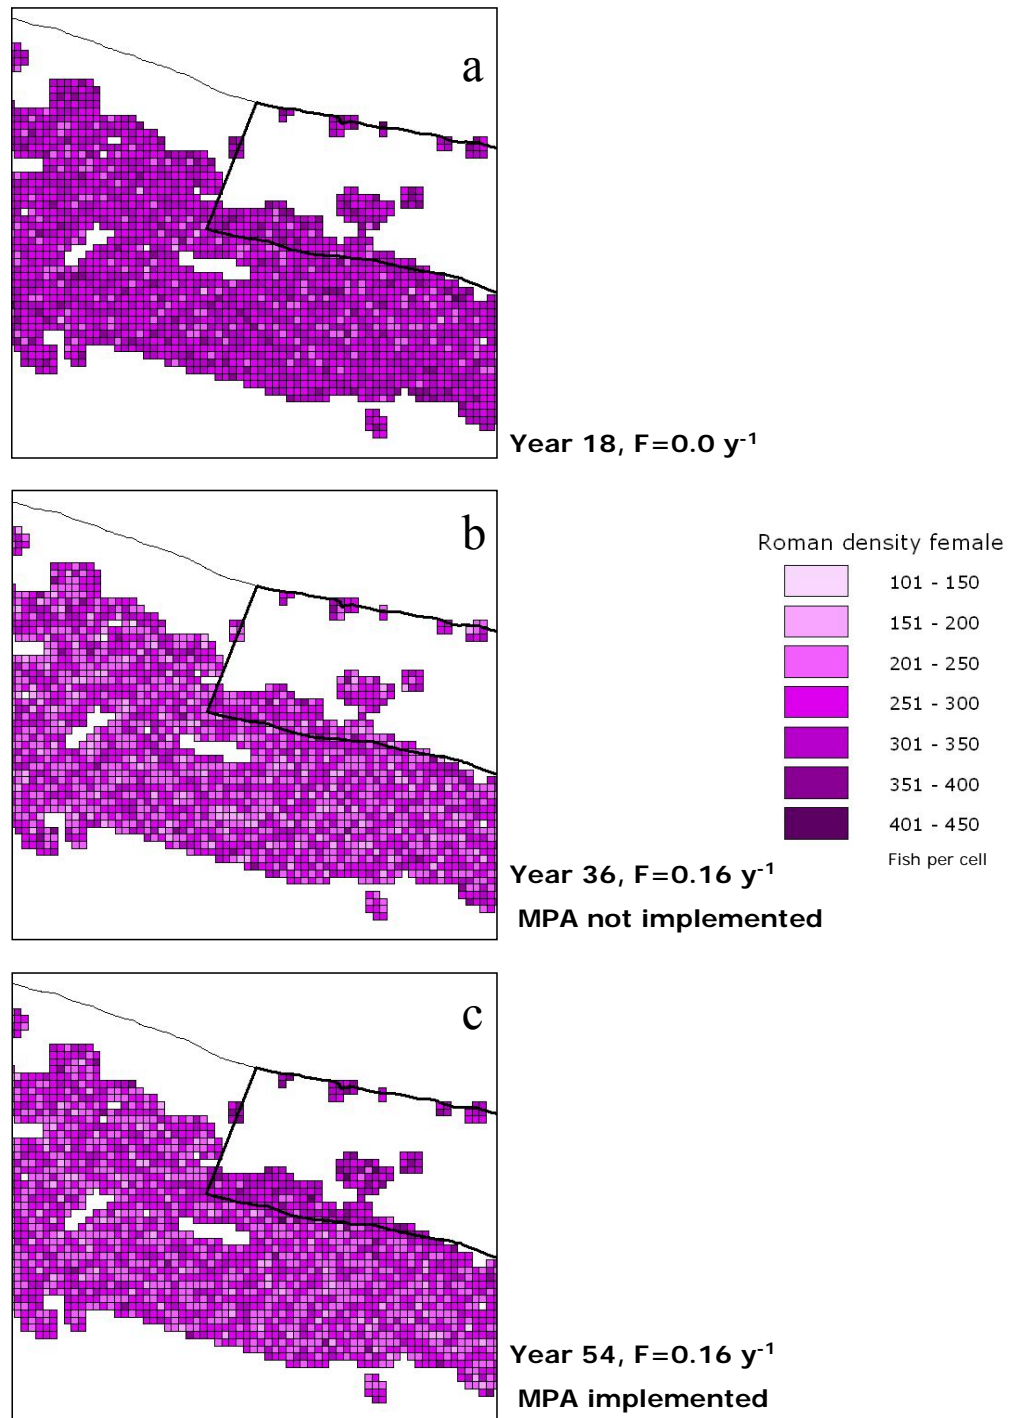 a
Year 18, F=0.0 y-1
b
Roman density female
101 - 150
151 - 200
201 - 250
251 - 300
301 - 350
351 - 400
401 - 450
Fish per cell
Year 36, F=0.16 y-1
MPA not implemented
c
Year 54, F=0.16 y-1
MPA implemented